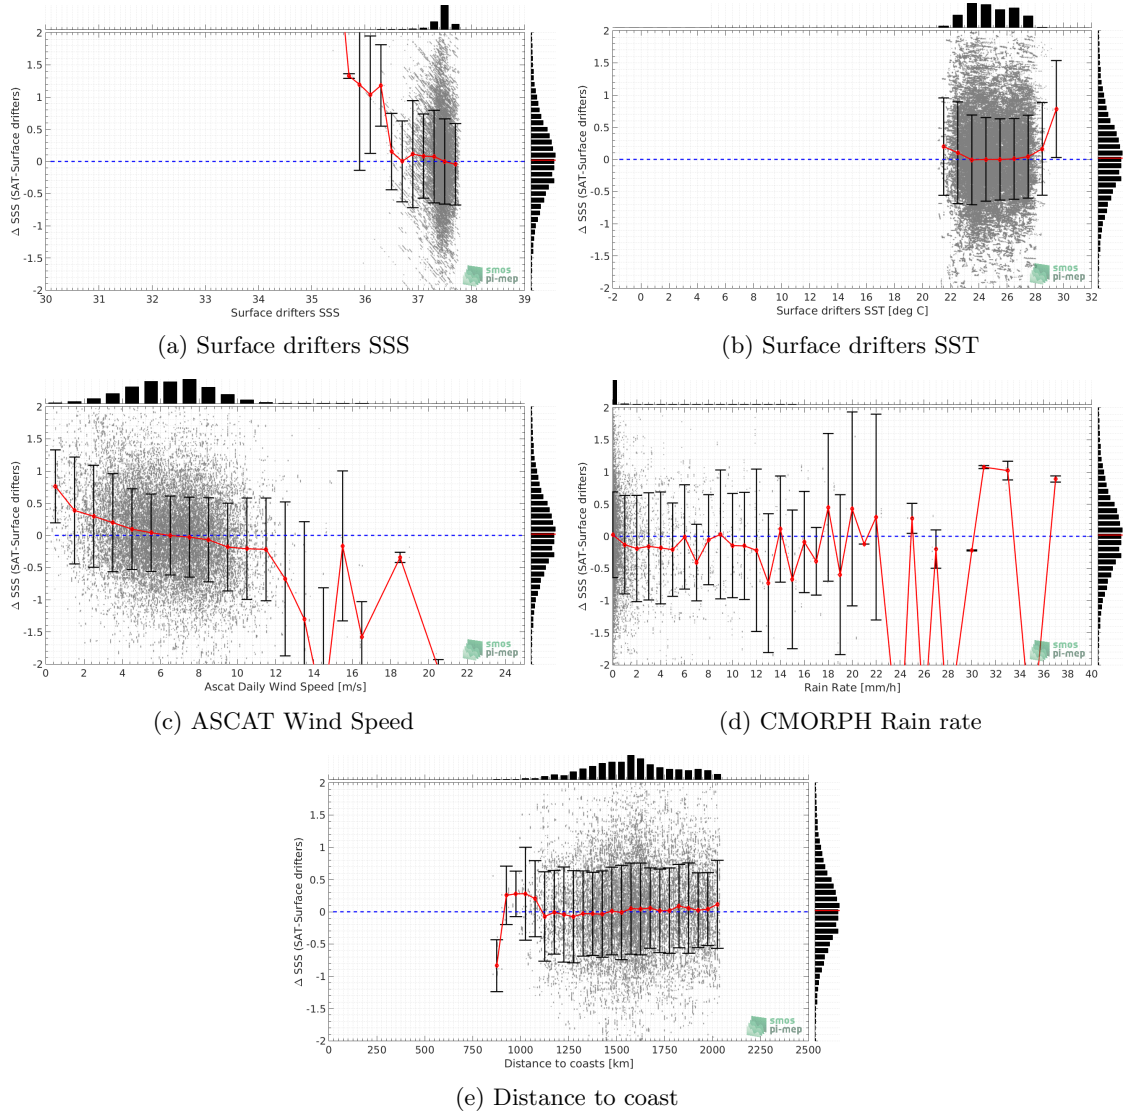 2
1.5
1
0.5
0
-0.5
-1
-1.5
-2
Δ SSS (SAT-Surface drifters)
30 31 32 33 34 35 36 37 38 39
Surface drifters SSS
smos
pi-mep
(a) Surface drifters SSS
2
1.5
1
0.5
0
-0.5
-1
-1.5
-2
Δ SSS (SAT-Surface drifters)
-2 0 2 4 6 8 10 12 14 16 18 20 22 24 26 28 30 32
Surface drifters SST [deg C]
smos
pi-mep
(b) Surface drifters SST
2
1.5
1
0.5
0
-0.5
-1
-1.5
-2
Δ SSS (SAT-Surface drifters)
0 2 4 6 8 10 12 14 16 18 20 22 24
Ascat Daily Wind Speed [m/s]
smos
pi-mep
(c) ASCAT Wind Speed
2
1.5
1
0.5
0
-0.5
-1
-1.5
-2
Δ SSS (SAT-Surface drifters)
0 2 4 6 8 10 12 14 16 18 20 22 24 26 28 30 32 34 36 38 40
Rain Rate [mm/h]
smos
pi-mep
(d) CMORPH Rain rate
2
1.5
1
0.5
0
-0.5
-1
-1.5
-2
Δ SSS (SAT-Surface drifters)
0 250 500 750 1000 1250 1500 1750 2000 2250 2500
Distance to coasts [km]
smos
pi-mep
(e) Distance to coast